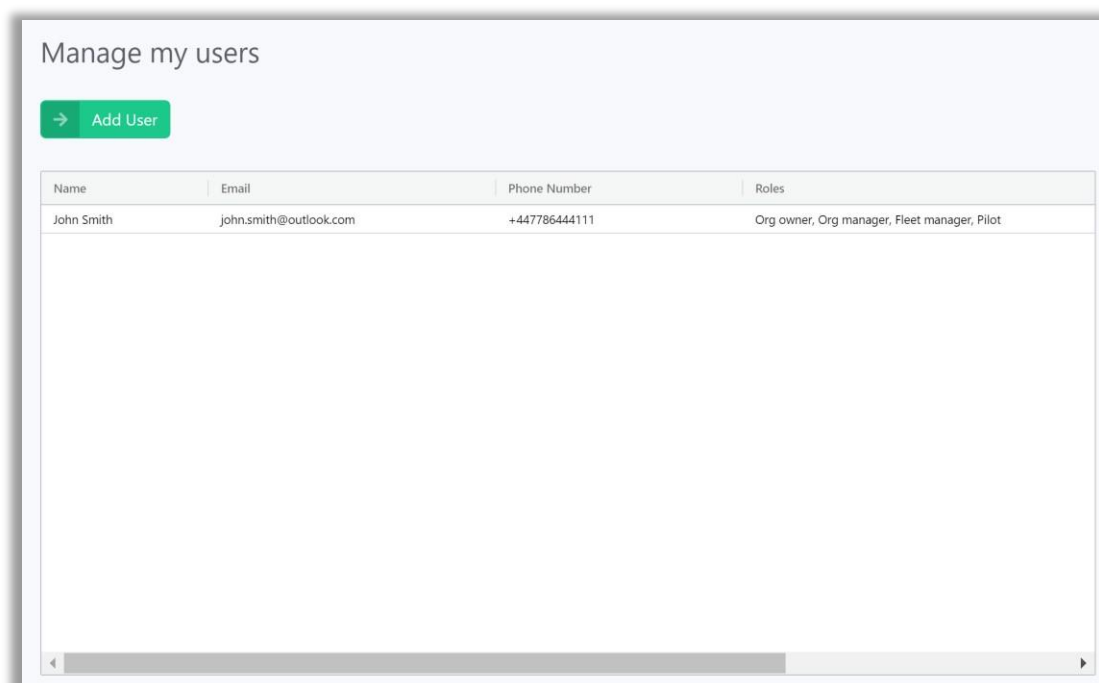 Manage my users
Add User
Name Email Phone Number Roles
John Smith john.smith@outlook.com +447786444111 Org owner, Org manager, Fleet manager, Pilot